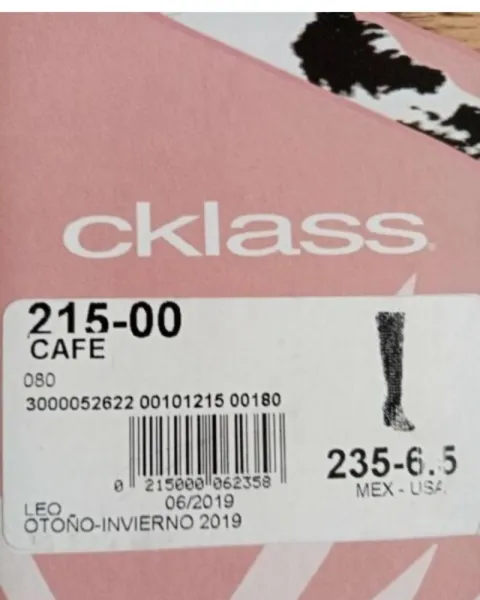 cklass
215-00
CAFE
080
3000052622 00101215 00180
0 215000 062358
06/2019
LEO
OTOÑO-INVIERNO 2019
235-6.5
MEX - USA